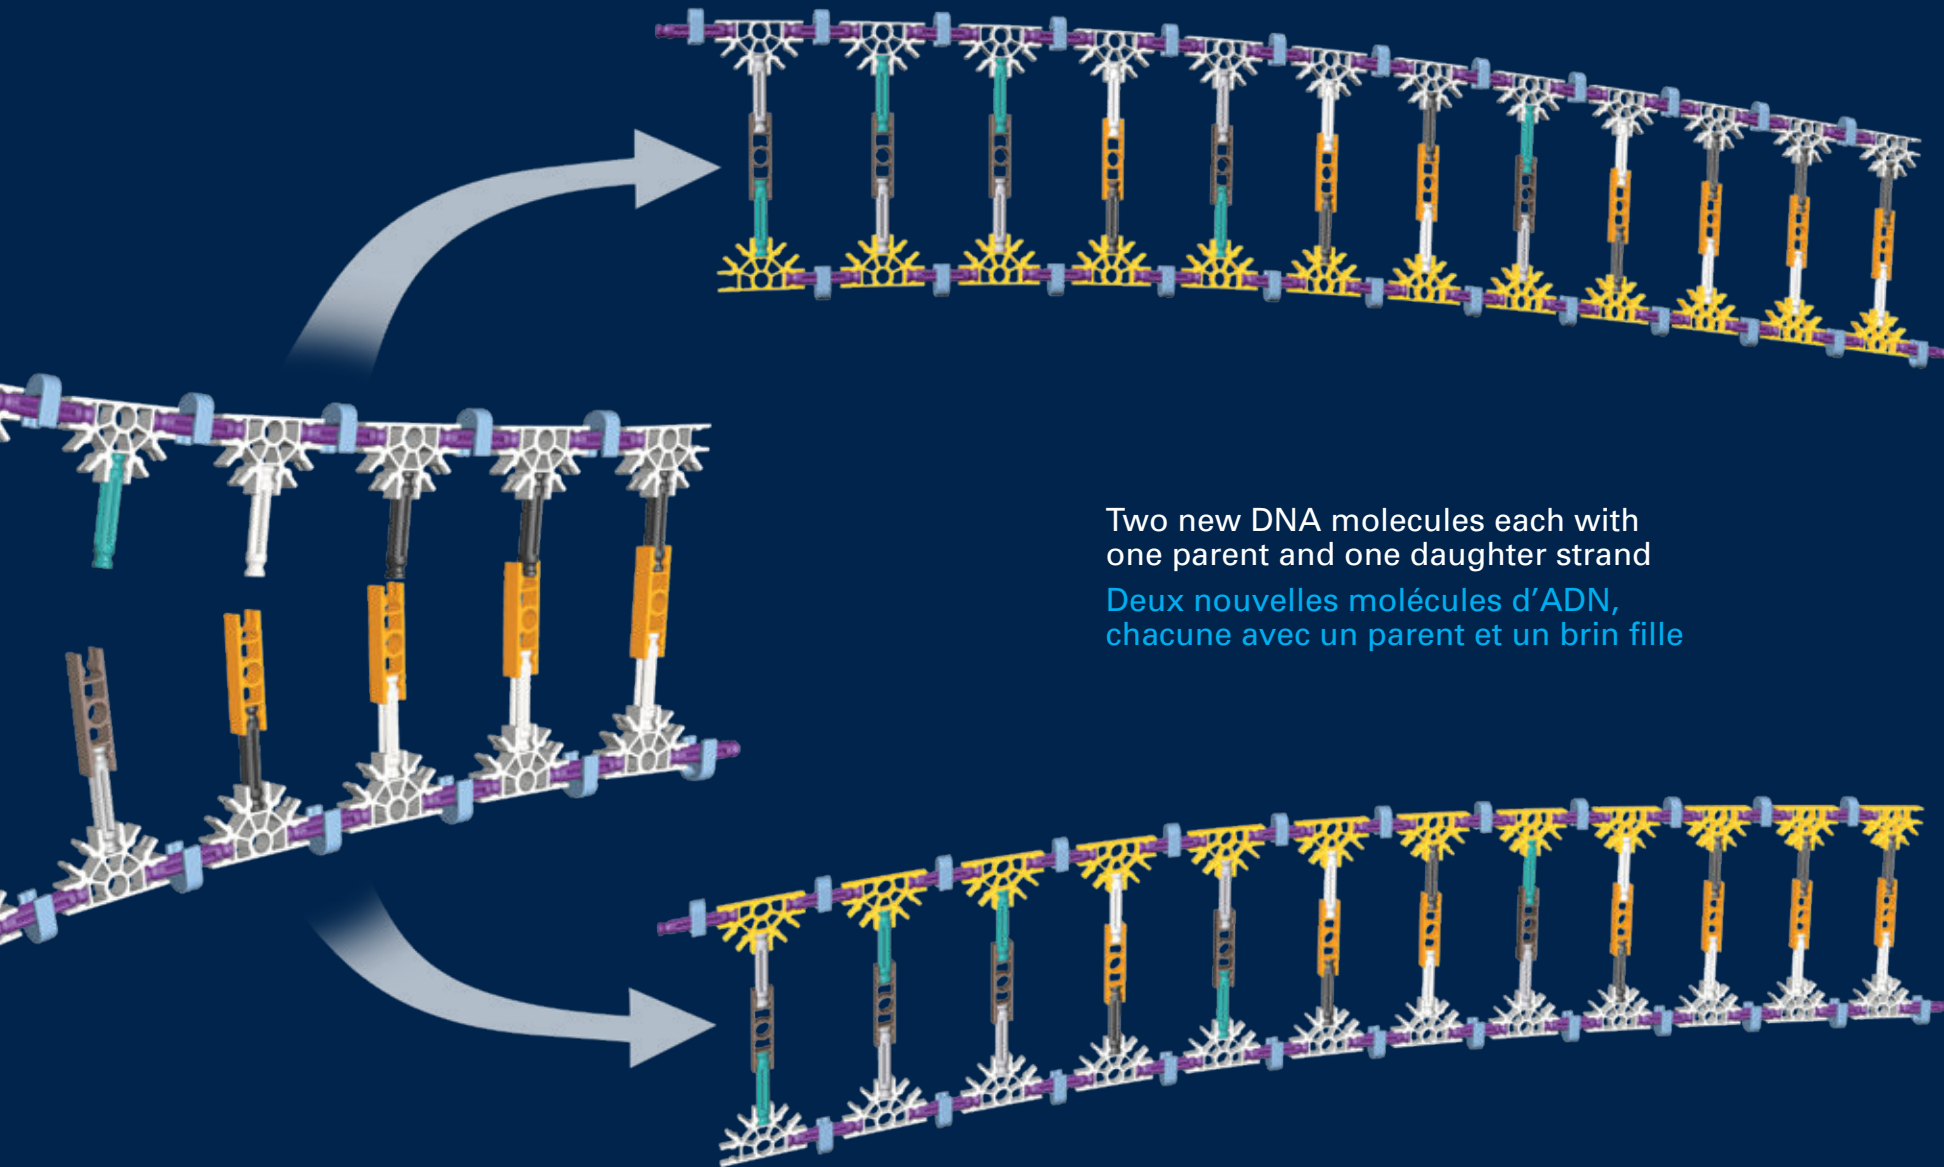 Two new DNA molecules each with
one parent and one daughter strand
Deux nouvelles molécules d’ADN,
chacune avec un parent et un brin fille